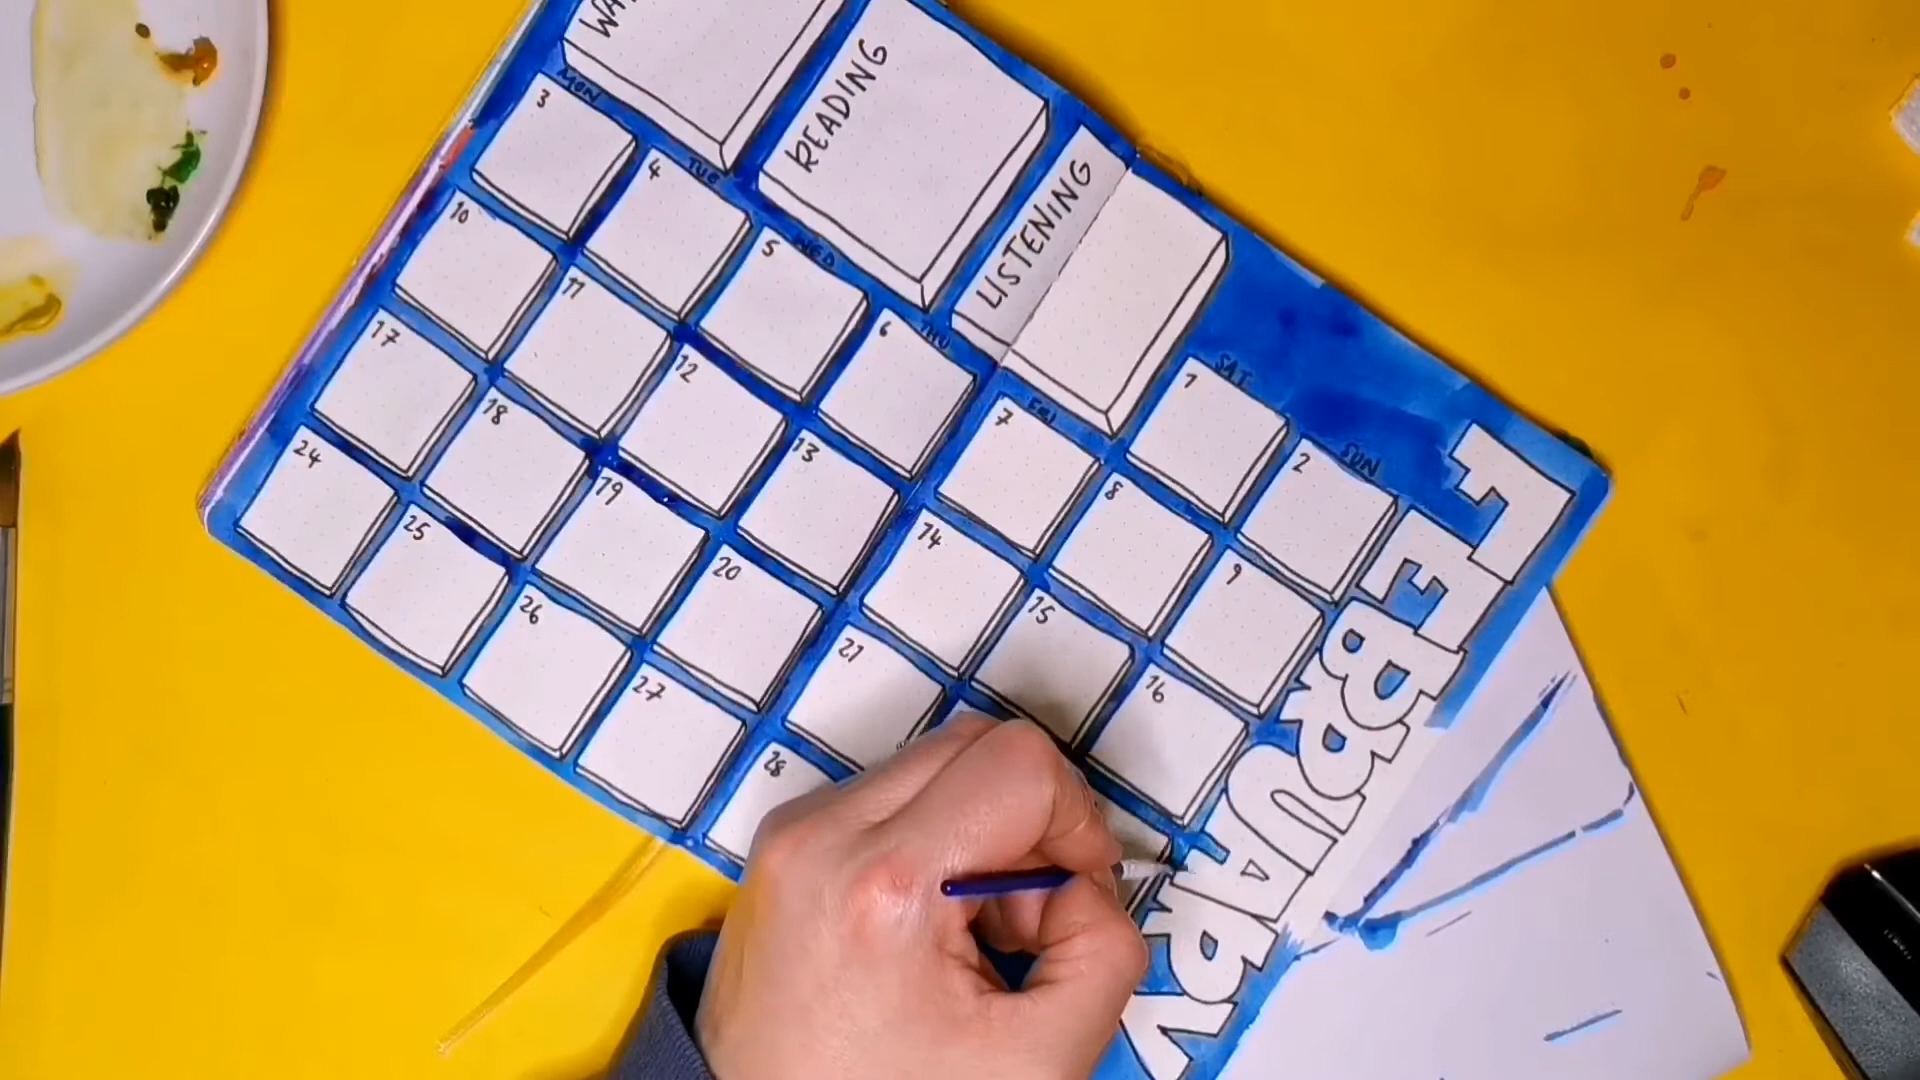 WA
READING
LISTENING
MON TUE WED THU FRI SAT SUN
1 2
3 4 5 6 7 8 9
10 11 12 13 14 15 16
17 18 19 20 21
24 25 26 27 28
FEBRUARY